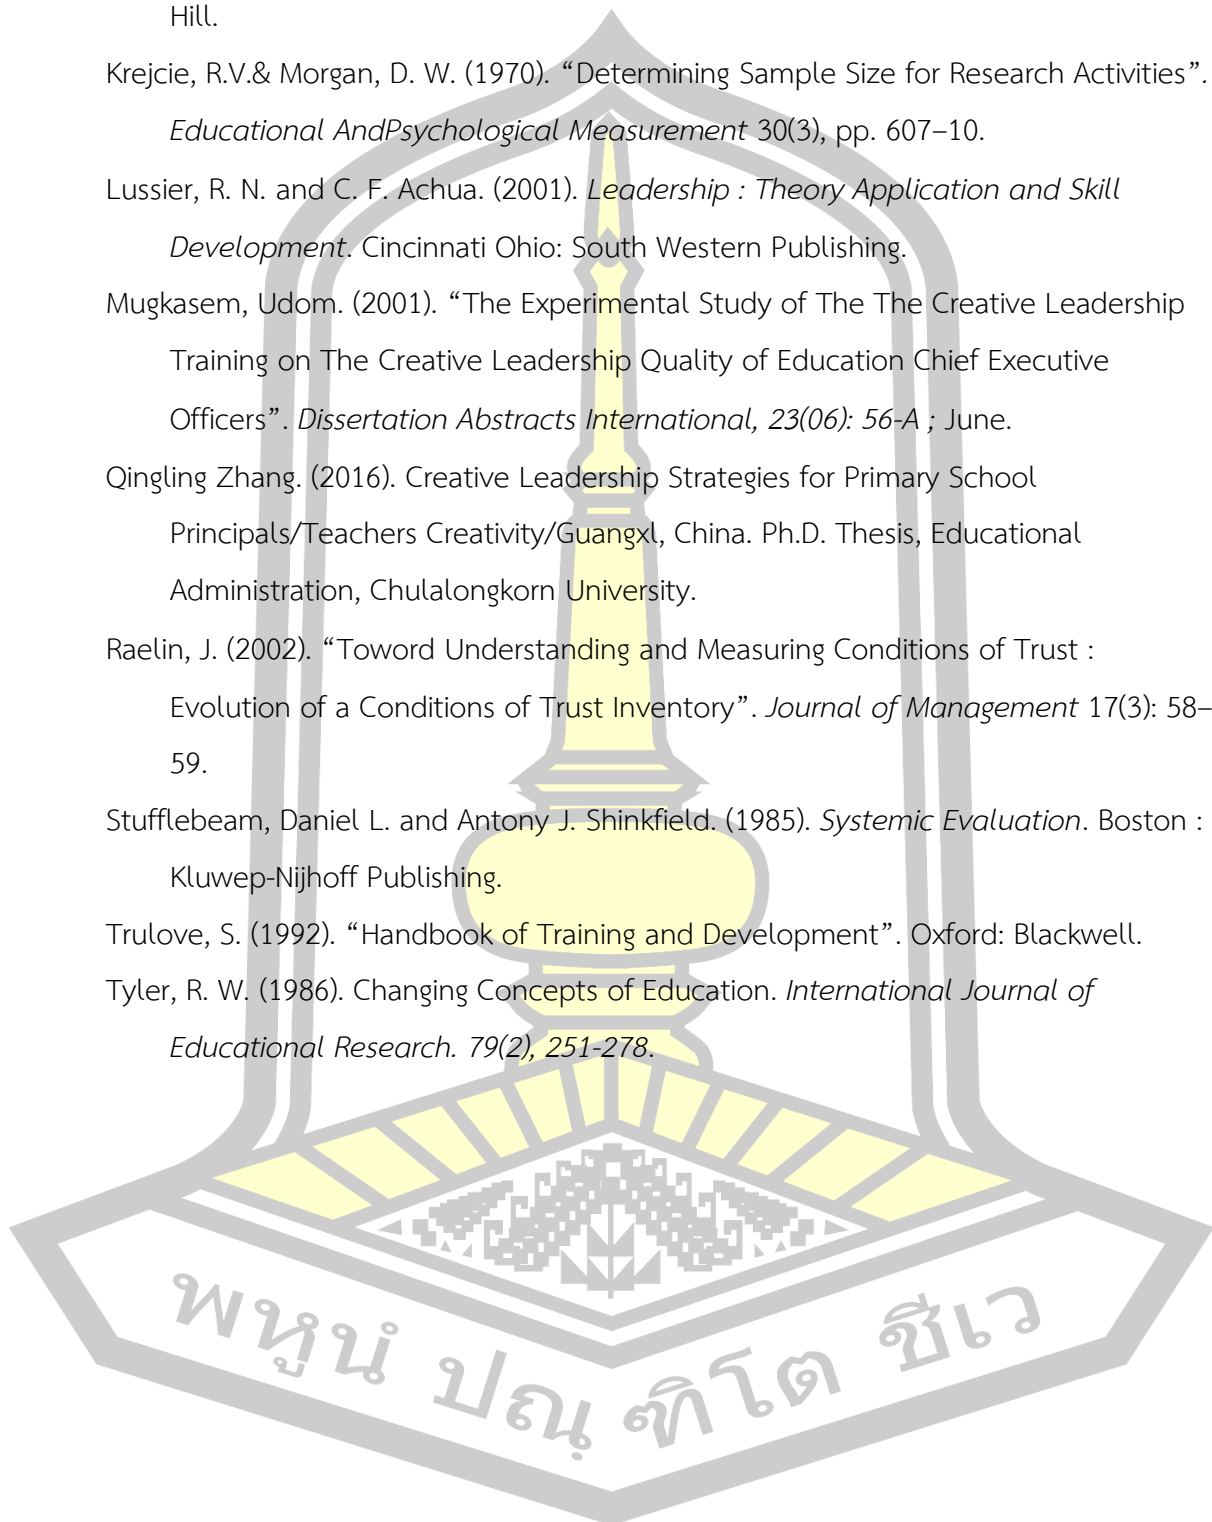 Hill.
Krejcie, R.V.& Morgan, D. W. (1970). “Determining Sample Size for Research Activities”.
Educational AndPsychological Measurement 30(3), pp. 607–10.
Lussier, R. N. and C. F. Achua. (2001). Leadership : Theory Application and Skill
Development. Cincinnati Ohio: South Western Publishing.
Mugkasem, Udom. (2001). “The Experimental Study of The The Creative Leadership
Training on The Creative Leadership Quality of Education Chief Executive
Officers”. Dissertation Abstracts International, 23(06): 56-A ; June.
Qingling Zhang. (2016). Creative Leadership Strategies for Primary School
Principals/Teachers Creativity/Guangxl, China. Ph.D. Thesis, Educational
Administration, Chulalongkorn University.
Raelin, J. (2002). “Toword Understanding and Measuring Conditions of Trust :
Evolution of a Conditions of Trust Inventory”. Journal of Management 17(3): 58–
59.
Stufflebeam, Daniel L. and Antony J. Shinkfield. (1985). Systemic Evaluation. Boston :
Kluwep-Nijhoff Publishing.
Trulove, S. (1992). “Handbook of Training and Development”. Oxford: Blackwell.
Tyler, R. W. (1986). Changing Concepts of Education. International Journal of
Educational Research. 79(2), 251-278.
พหูนํ ปณฺ ฑิโต ชีเว